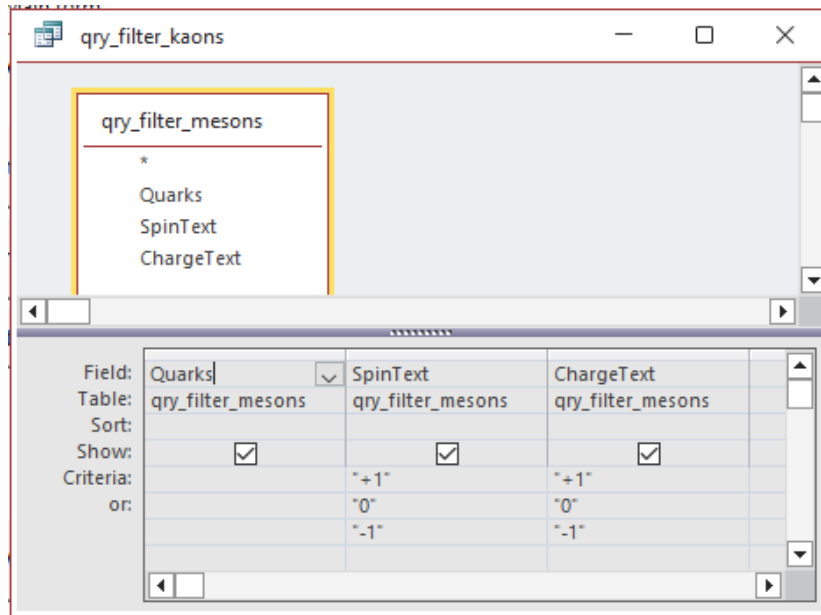 qry_filter_kaons
qry_filter_mesons
*
Quarks
SpinText
ChargeText
Field: Quarks SpinText ChargeText
Table: qry_filter_mesons qry_filter_mesons qry_filter_mesons
Sort:
Show:
Criteria: "+1" "+1"
or: "0" "0"
"-1" "-1"